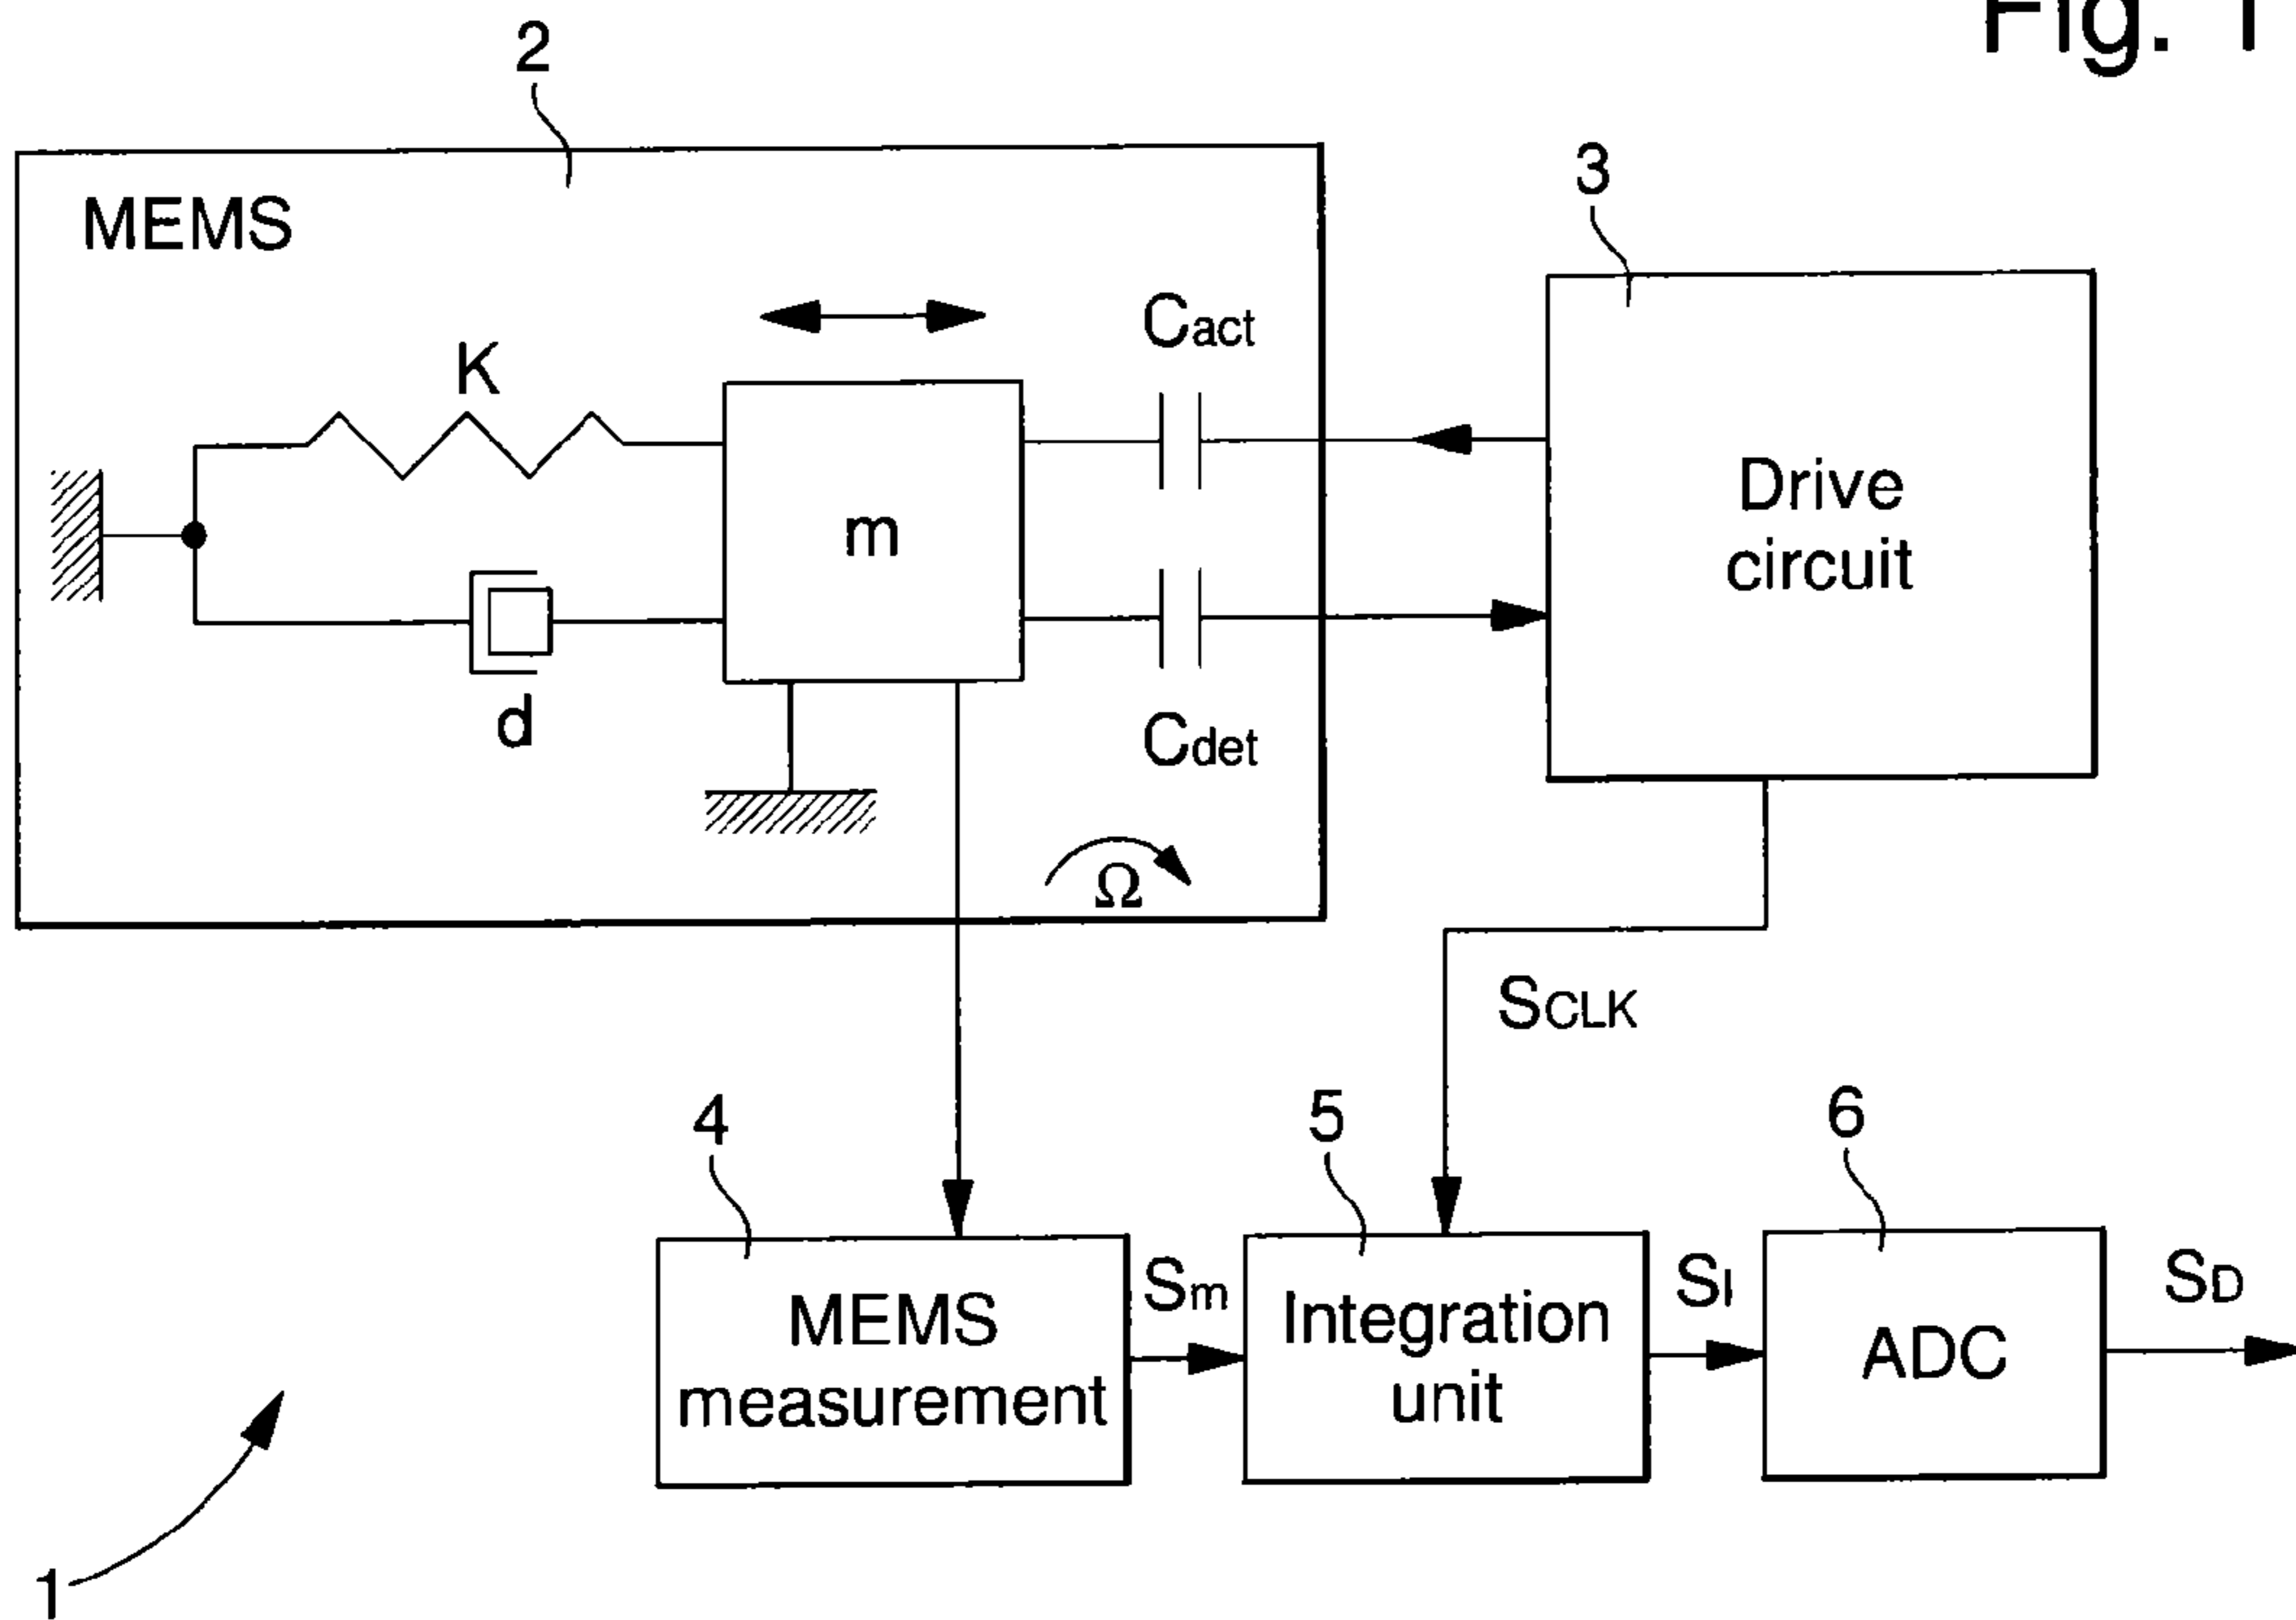 Fig. 1
2
3
MEMS
Cact
K
Drive
circuit
m
d
Cdet
Ω
SCLK
4
5
6
Sm
SI
SD
MEMS
measurement
Integration
unit
ADC
1